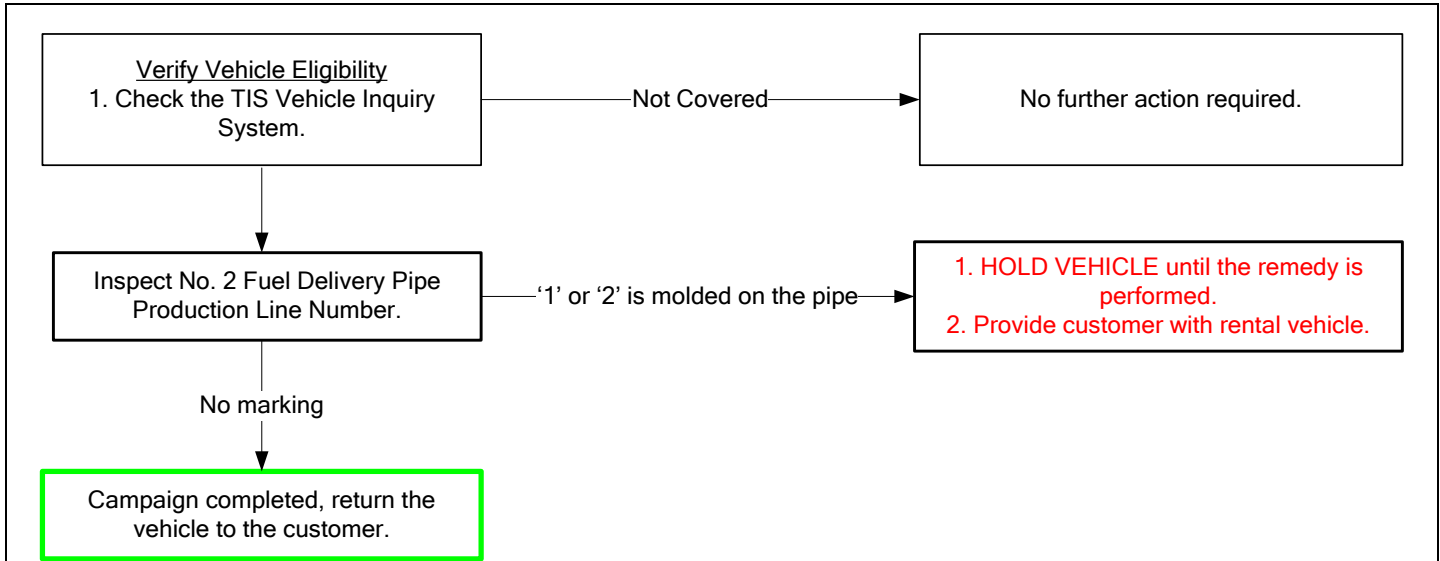 Verify Vehicle Eligibility
1. Check the TIS Vehicle Inquiry
System.
Not Covered
No further action required.
Inspect No. 2 Fuel Delivery Pipe
Production Line Number.
‘1’ or ‘2’ is molded on the pipe
1. HOLD VEHICLE until the remedy is
performed.
2. Provide customer with rental vehicle.
No marking
Campaign completed, return the
vehicle to the customer.